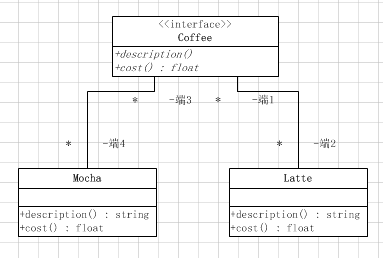 <<interface>>
Coffee
+description()
+cost() : float
* -端3 * -端1
* -端4 * -端2
Mocha
+description() : string
+cost() : float
Latte
+description() : string
+cost() : float